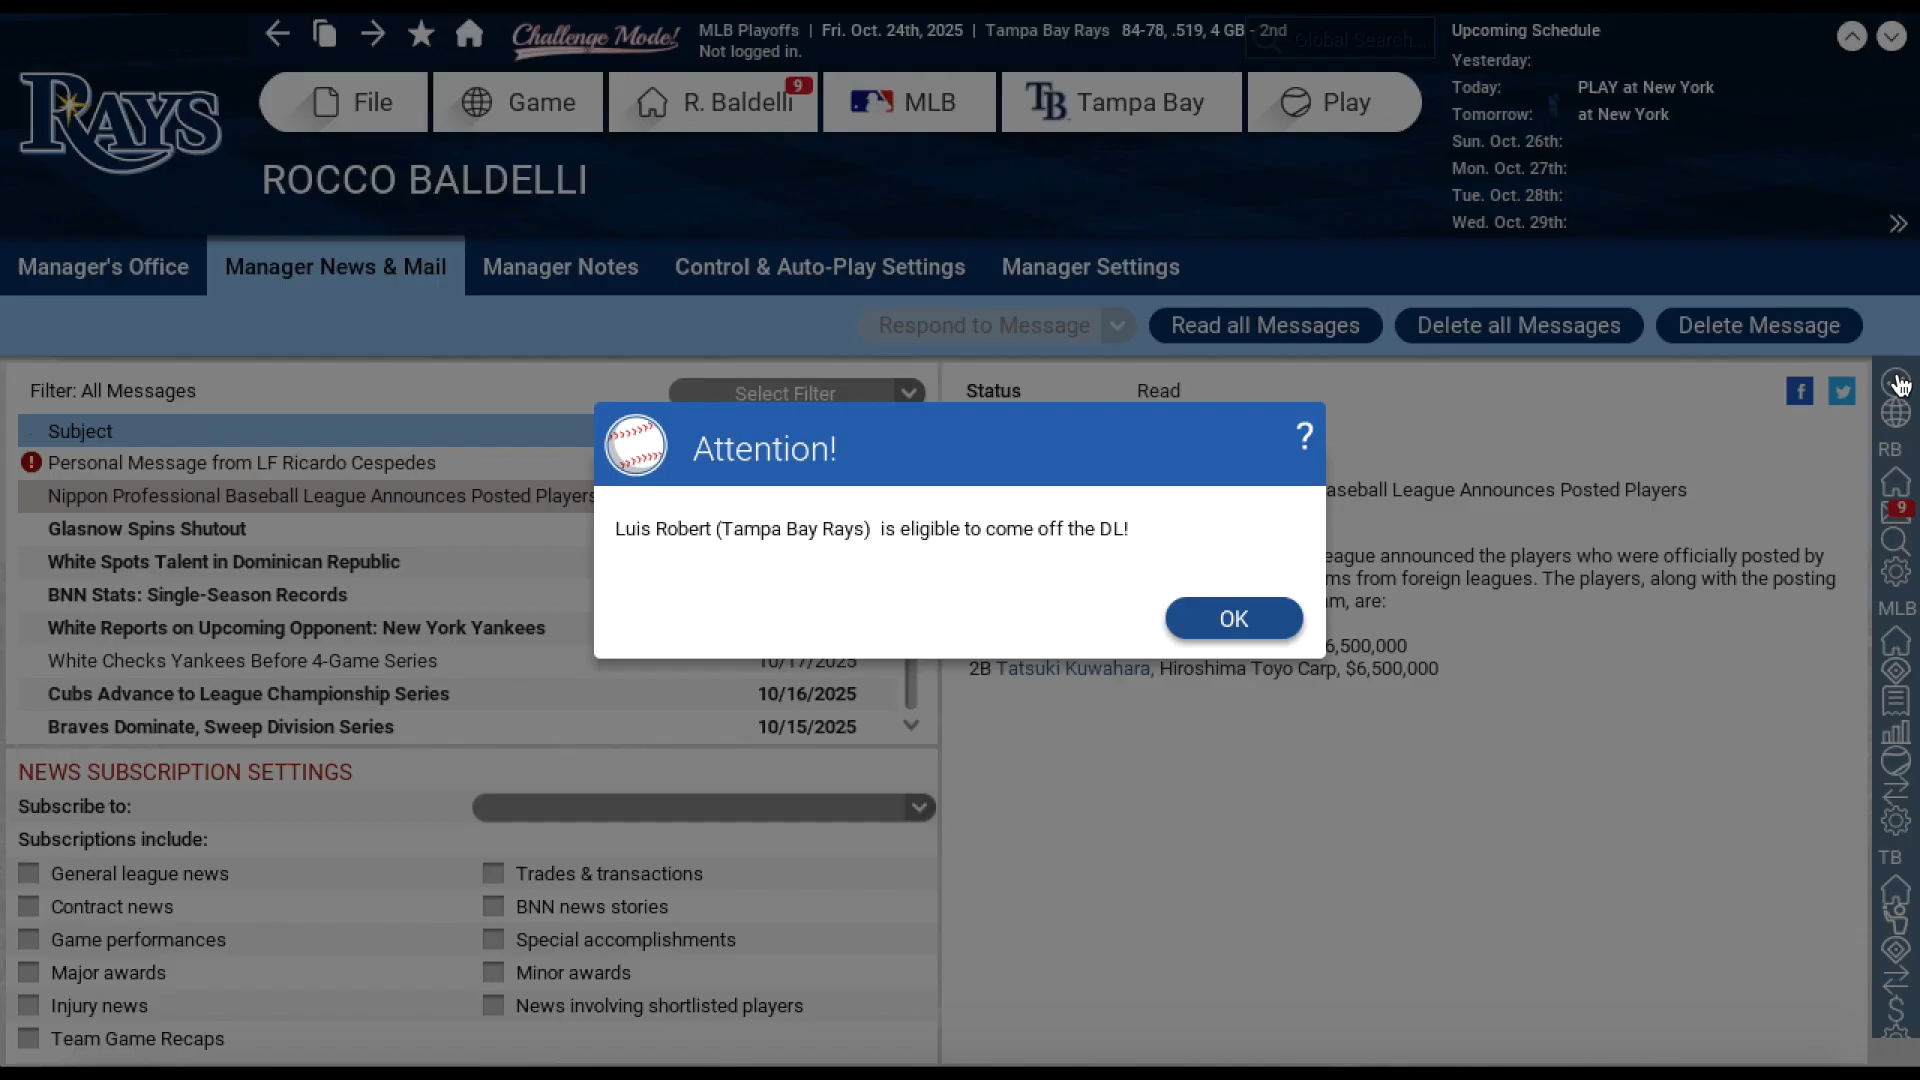 Challenge Mode!
MLB Playoffs | Fri. Oct. 24th, 2025 | Tampa Bay Rays 84-78, .519, 4 GB - 2nd
Not logged in.
Global Search...
Upcoming Schedule
Yesterday:
Today: PLAY at New York
Tomorrow: at New York
Sun. Oct. 26th:
Mon. Oct. 27th:
Tue. Oct. 28th:
Wed. Oct. 29th:
RAYS
File
Game
R. Baldelli
9
MLB
TB
Tampa Bay
Play
ROCCO BALDELLI
Manager's Office
Manager News & Mail
Manager Notes
Control & Auto-Play Settings
Manager Settings
Respond to Message
Read all Messages
Delete all Messages
Delete Message
Filter: All Messages
Select Filter
Subject
Personal Message from LF Ricardo Cespedes
Nippon Professional Baseball League Announces Posted Players
Glasnow Spins Shutout
White Spots Talent in Dominican Republic
BNN Stats: Single-Season Records
White Reports on Upcoming Opponent: New York Yankees
White Checks Yankees Before 4-Game Series 10/17/2025
Cubs Advance to League Championship Series 10/16/2025
Braves Dominate, Sweep Division Series 10/15/2025
Status Read
aseball League Announces Posted Players
eague announced the players who were officially posted by
ms from foreign leagues. The players, along with the posting
m, are:
6,500,000
2B Tatsuki Kuwahara, Hiroshima Toyo Carp, $6,500,000
Attention!
?
Luis Robert (Tampa Bay Rays) is eligible to come off the DL!
OK
NEWS SUBSCRIPTION SETTINGS
Subscribe to:
Subscriptions include:
General league news
Trades & transactions
Contract news
BNN news stories
Game performances
Special accomplishments
Major awards
Minor awards
Injury news
News involving shortlisted players
Team Game Recaps
RB
9
MLB
TB